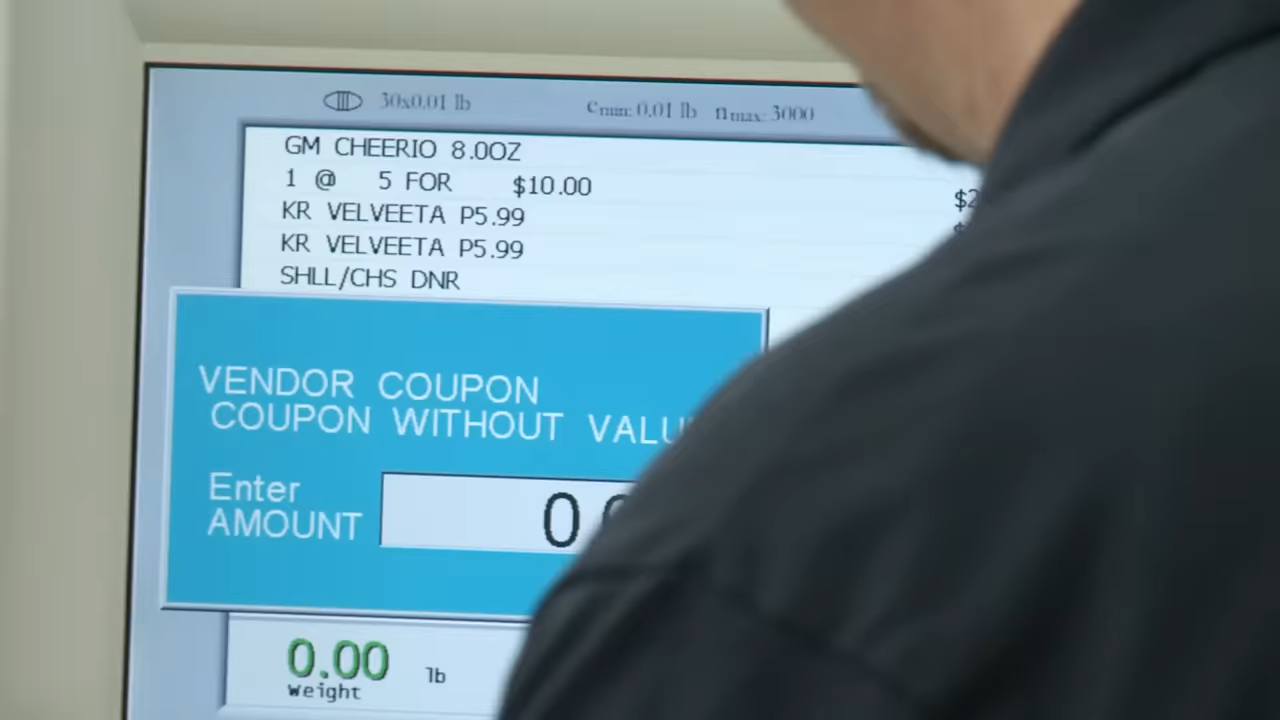 30x0.01 lb emin: 0.01 lb nmax: 3000
GM CHEERIO 8.0OZ
1 @ 5 FOR $10.00
$2
KR VELVEETA P5.99
KR VELVEETA P5.99
SHLL/CHS DNR
VENDOR COUPON
COUPON WITHOUT
Enter
AMOUNT
0.00 lb
Weight